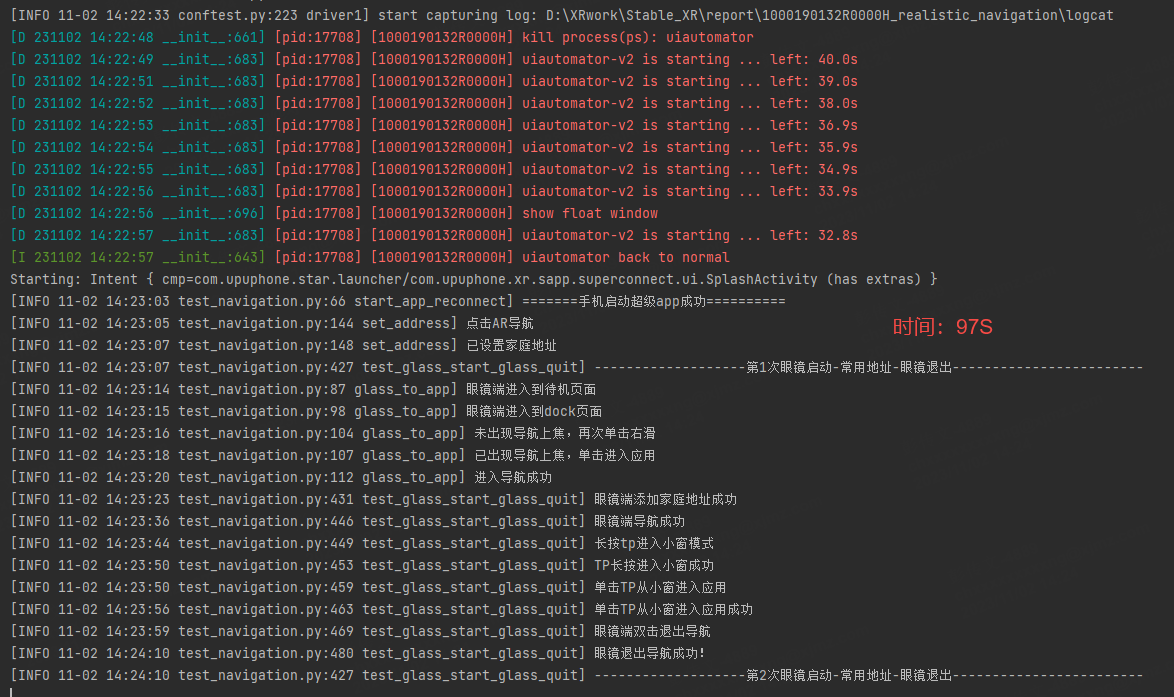 [INFO 11-02 14:22:33 conftest.py:223 driver1] start capturing log: D:\XRwork\Stable_XR\report\1000190132R0000H_realistic_navigation\logcat
[D 231102 14:22:48 __init__:661] [pid:17708] [1000190132R0000H] kill process(ps): uiautomator
[D 231102 14:22:49 __init__:683] [pid:17708] [1000190132R0000H] uiautomator-v2 is starting ... left: 40.0s
[D 231102 14:22:51 __init__:683] [pid:17708] [1000190132R0000H] uiautomator-v2 is starting ... left: 39.0s
[D 231102 14:22:52 __init__:683] [pid:17708] [1000190132R0000H] uiautomator-v2 is starting ... left: 38.0s
[D 231102 14:22:53 __init__:683] [pid:17708] [1000190132R0000H] uiautomator-v2 is starting ... left: 36.9s
[D 231102 14:22:54 __init__:683] [pid:17708] [1000190132R0000H] uiautomator-v2 is starting ... left: 35.9s
[D 231102 14:22:55 __init__:683] [pid:17708] [1000190132R0000H] uiautomator-v2 is starting ... left: 34.9s
[D 231102 14:22:56 __init__:683] [pid:17708] [1000190132R0000H] uiautomator-v2 is starting ... left: 33.9s
[D 231102 14:22:56 __init__:696] [pid:17708] [1000190132R0000H] show float window
[D 231102 14:22:57 __init__:683] [pid:17708] [1000190132R0000H] uiautomator-v2 is starting ... left: 32.8s
[I 231102 14:22:57 __init__:643] [pid:17708] [1000190132R0000H] uiautomator back to normal
Starting: Intent { cmp=com.upuphone.star.launcher/com.upuphone.xr.sapp.superconnect.ui.SplashActivity (has extras) }
[INFO 11-02 14:23:03 test_navigation.py:66 start_app_reconnect] =======手机启动超级app成功==========
[INFO 11-02 14:23:05 test_navigation.py:144 set_address] 点击AR导航
时间：97S
[INFO 11-02 14:23:07 test_navigation.py:148 set_address] 已设置家庭地址
[INFO 11-02 14:23:07 test_navigation.py:427 test_glass_start_glass_quit] -------------------第1次眼镜启动-常用地址-眼镜退出------------------------
[INFO 11-02 14:23:14 test_navigation.py:87 glass_to_app] 眼镜端进入到待机页面
[INFO 11-02 14:23:15 test_navigation.py:98 glass_to_app] 眼镜端进入到dock页面
[INFO 11-02 14:23:16 test_navigation.py:104 glass_to_app] 未出现导航上焦，再次单击右滑
[INFO 11-02 14:23:18 test_navigation.py:107 glass_to_app] 已出现导航上焦，单击进入应用
[INFO 11-02 14:23:20 test_navigation.py:112 glass_to_app] 进入导航成功
[INFO 11-02 14:23:23 test_navigation.py:431 test_glass_start_glass_quit] 眼镜端添加家庭地址成功
[INFO 11-02 14:23:36 test_navigation.py:446 test_glass_start_glass_quit] 眼镜端导航成功
[INFO 11-02 14:23:44 test_navigation.py:449 test_glass_start_glass_quit] 长按tp进入小窗模式
[INFO 11-02 14:23:50 test_navigation.py:453 test_glass_start_glass_quit] TP长按进入小窗成功
[INFO 11-02 14:23:50 test_navigation.py:459 test_glass_start_glass_quit] 单击TP从小窗进入应用
[INFO 11-02 14:23:56 test_navigation.py:463 test_glass_start_glass_quit] 单击TP从小窗进入应用成功
[INFO 11-02 14:23:59 test_navigation.py:469 test_glass_start_glass_quit] 眼镜端双击退出导航
[INFO 11-02 14:24:10 test_navigation.py:480 test_glass_start_glass_quit] 眼镜退出导航成功！
[INFO 11-02 14:24:10 test_navigation.py:427 test_glass_start_glass_quit] -------------------第2次眼镜启动-常用地址-眼镜退出------------------------